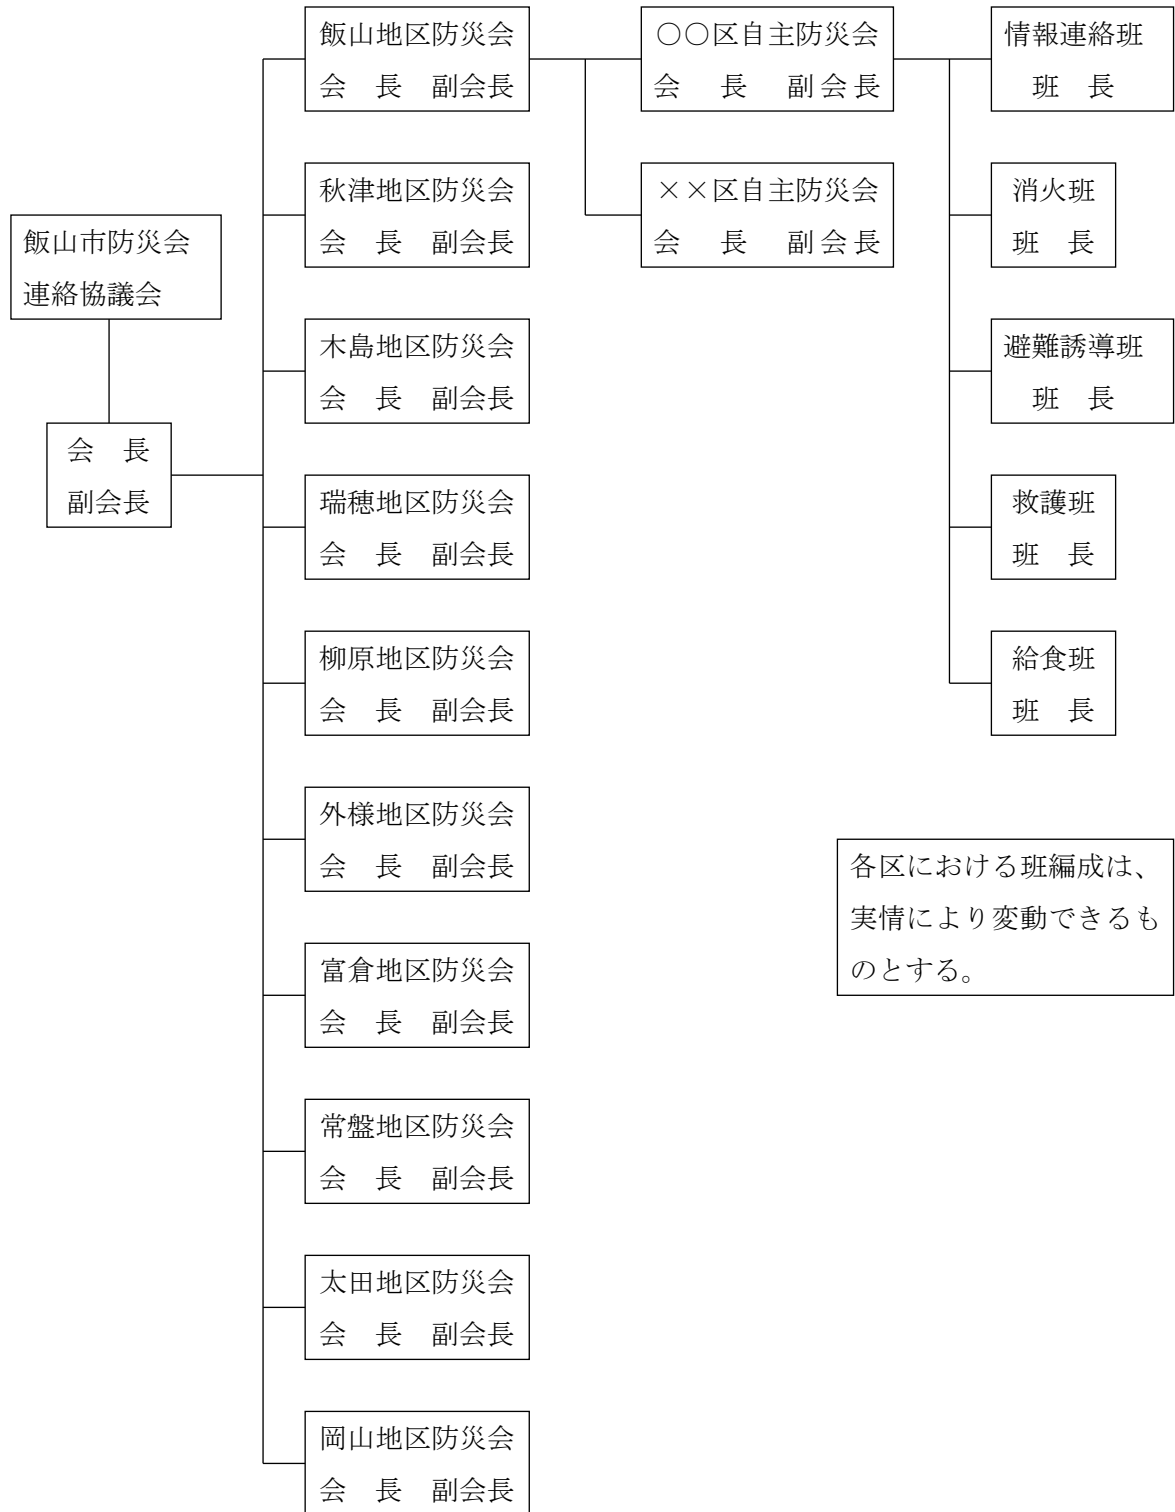 飯山市防災会
連絡協議会
会　長
副会長
飯山地区防災会
会　長　副会長
秋津地区防災会
会　長　副会長
木島地区防災会
会　長　副会長
瑞穂地区防災会
会　長　副会長
柳原地区防災会
会　長　副会長
外様地区防災会
会　長　副会長
富倉地区防災会
会　長　副会長
常盤地区防災会
会　長　副会長
太田地区防災会
会　長　副会長
岡山地区防災会
会　長　副会長
○○区自主防災会
会　長　副会長
××区自主防災会
会　長　副会長
情報連絡班
班　長
消火班
班　長
避難誘導班
班　長
救護班
班　長
給食班
班　長
各区における班編成は、
実情により変動できるも
のとする。